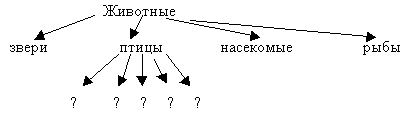 Животные
звери птицы насекомые рыбы
? ? ? ? ?